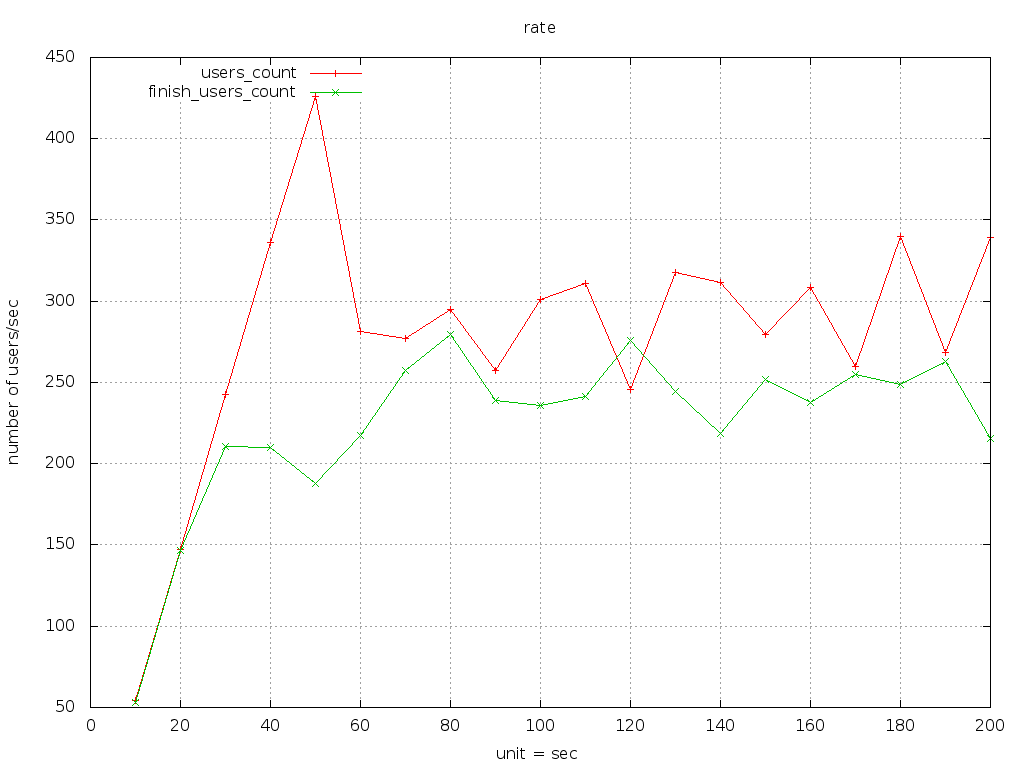 rate
450
400
350
300
250
200
150
100
50
users_count
finish_users_count
number of users/sec
0 20 40 60 80 100 120 140 160 180 200
unit = sec